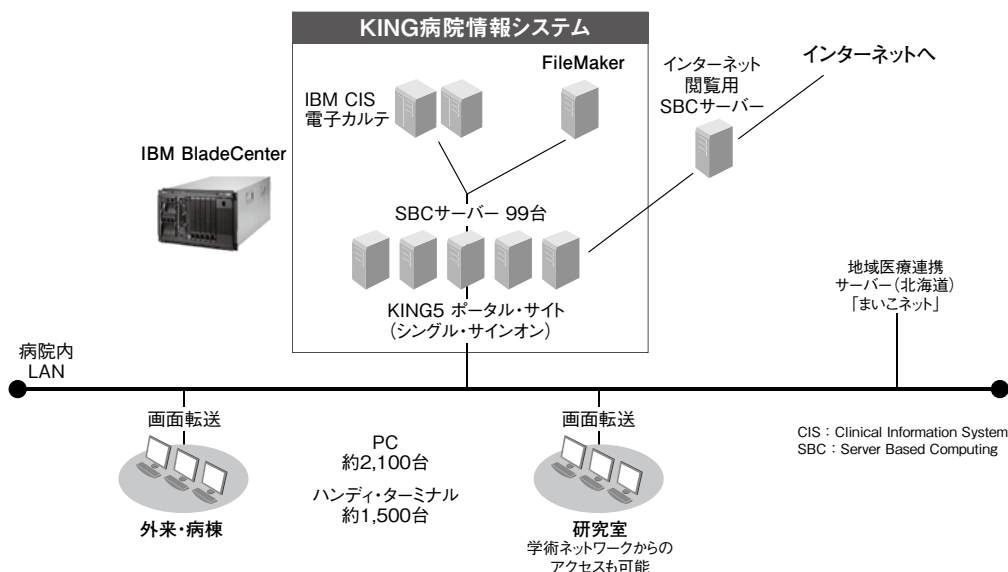 KING病院情報システム
FileMaker
IBM CIS
電子カルテ
インターネット
閲覧用
SBCサーバー
インターネットへ
IBM BladeCenter
SBCサーバー 99台
KING5 ポータル・サイト
(シングル・サインオン)
地域医療連携
サーバー(北海道)
「まいこネット」
病院内
LAN
画面転送
外来・病棟
PC
約2,100台
ハンディ・ターミナル
約1,500台
画面転送
研究室
学術ネットワークからの
アクセスも可能
CIS:Clinical Information System
SBC:Server Based Computing